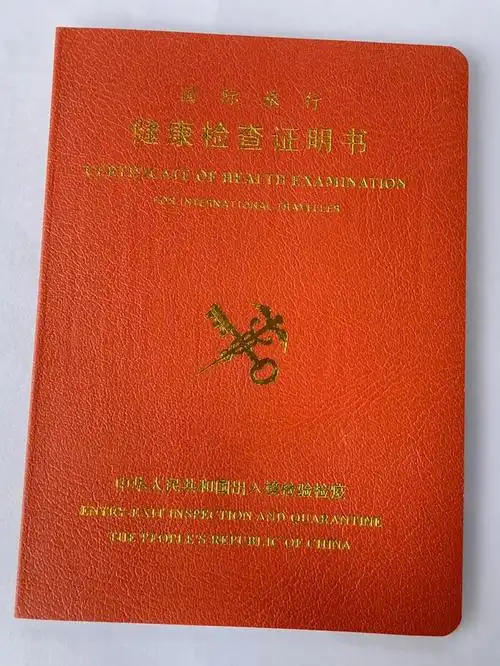 国际旅行
健康检查证明书
CERTIFICATE OF HEALTH EXAMINATION
FOR INTERNATIONAL TRAVELLER
中华人民共和国出入境检验检疫
ENTRY-EXIT INSPECTION AND QUARANTINE
THE PEOPLE'S REPUBLIC OF CHINA